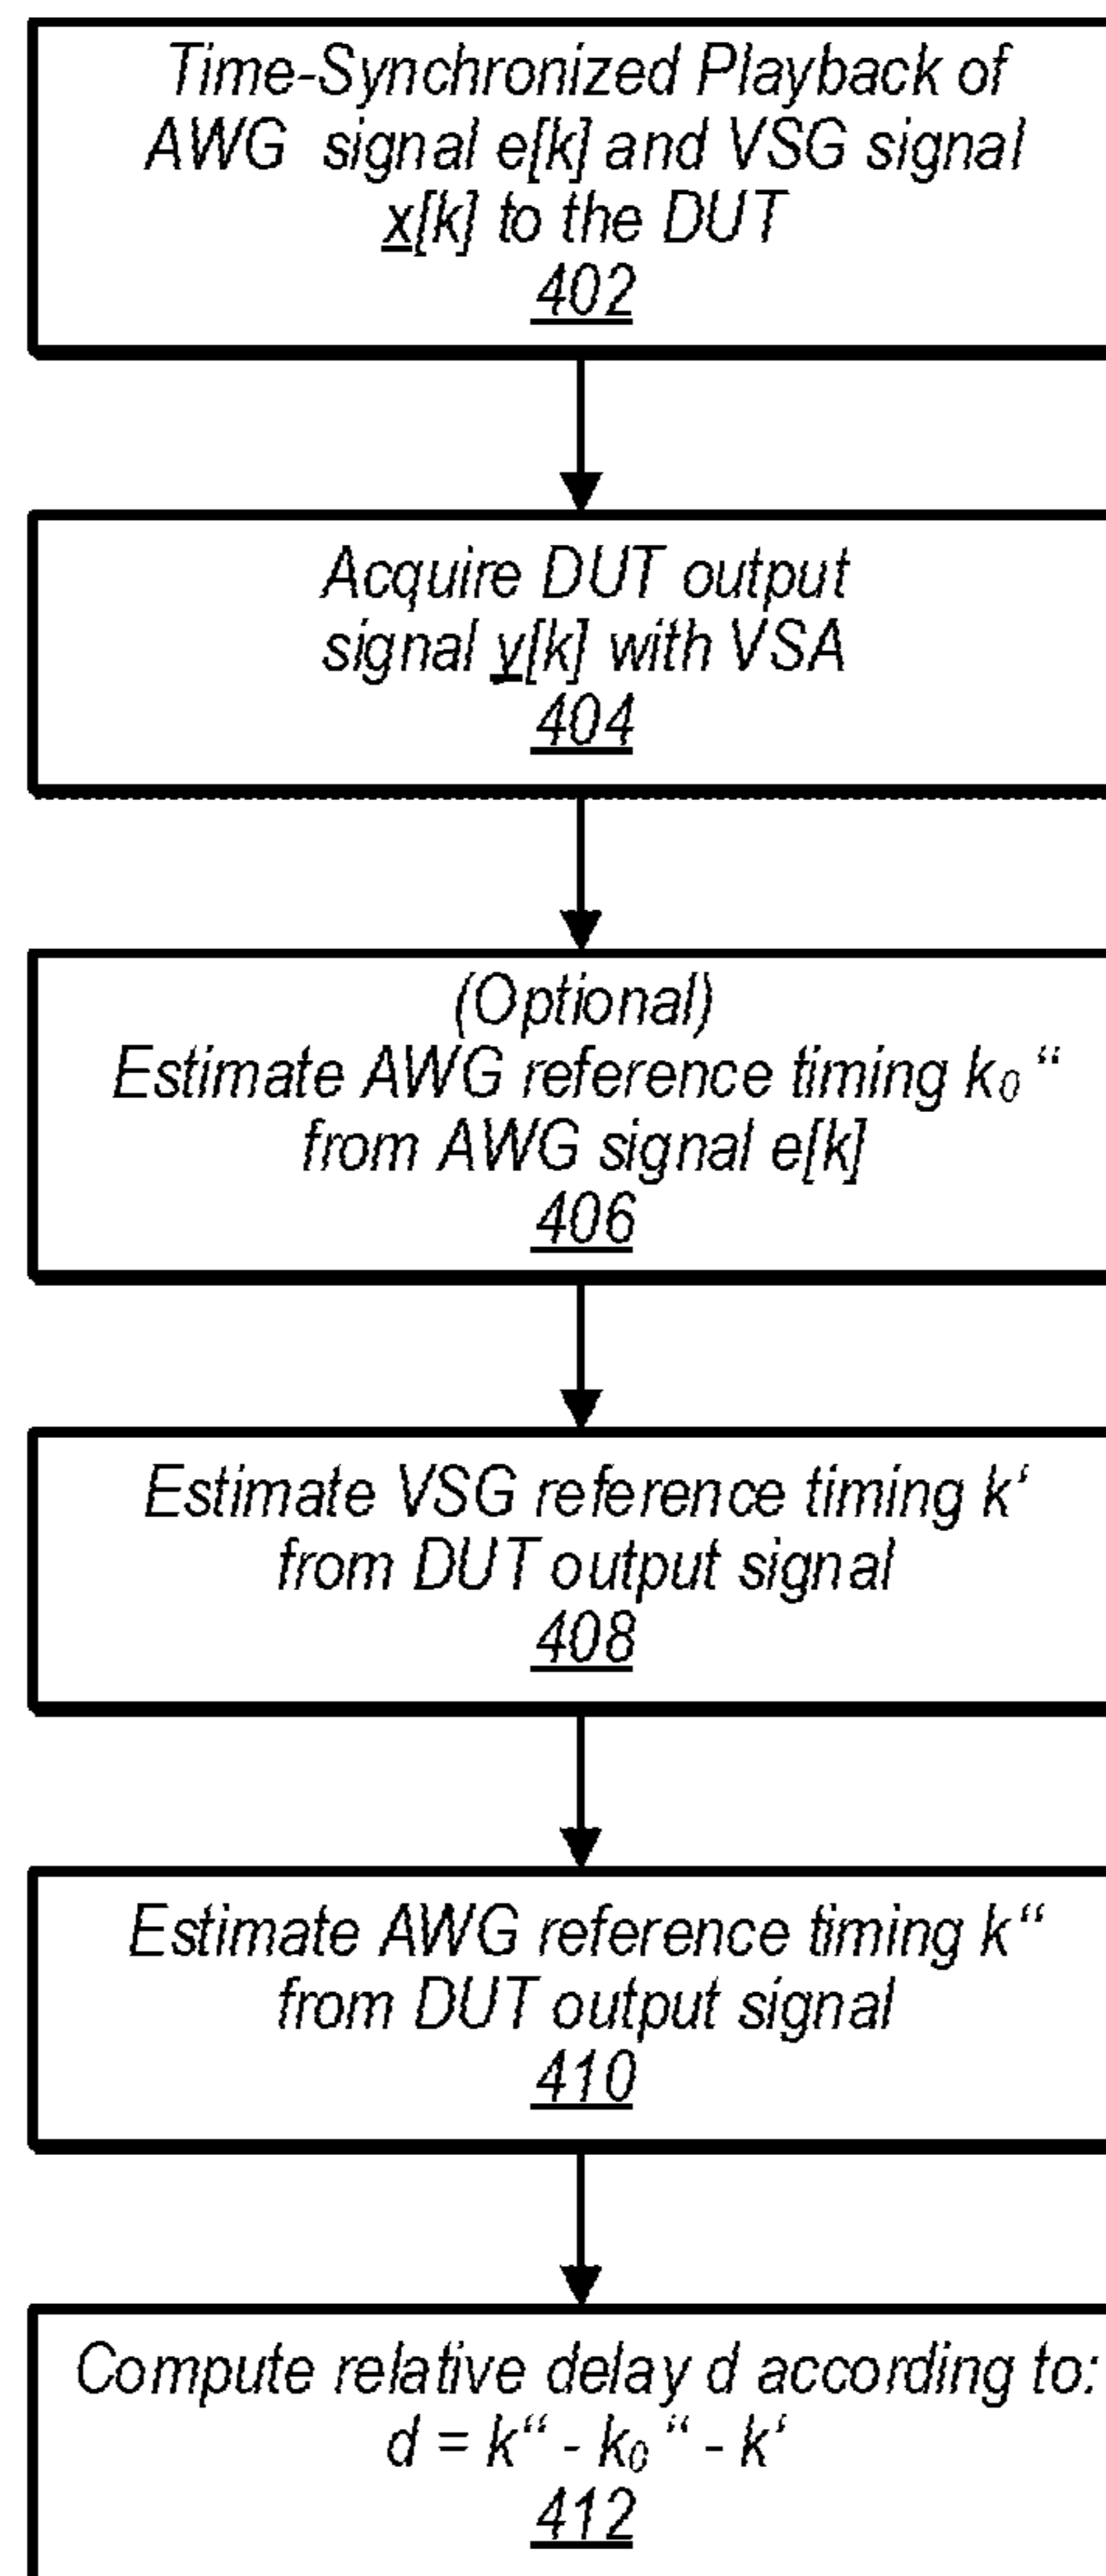 Time-Synchronized Playback of
AWG signal e[k] and VSG signal
x[k] to the DUT
402
Acquire DUT output
signal y[k] with VSA
404
(Optional)
Estimate AWG reference timing k₀“
from AWG signal e[k]
406
Estimate VSG reference timing k‘
from DUT output signal
408
Estimate AWG reference timing k“
from DUT output signal
410
Compute relative delay d according to:
d = k“ - k₀“ - k‘
412